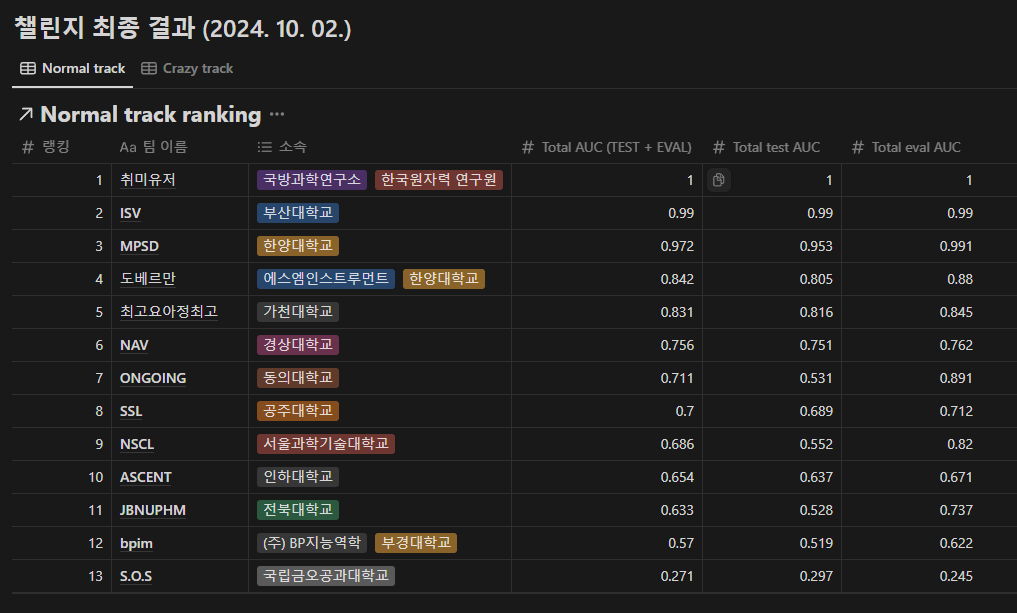 챌린지 최종 결과 (2024. 10. 02.)
Normal track Crazy track
Normal track ranking ···
# 랭킹 Aa 팀 이름 소속 # Total AUC (TEST + EVAL) # Total test AUC # Total eval AUC
1 취미유저 국방과학연구소 한국원자력 연구원 1 1 1
2 ISV 부산대학교 0.99 0.99 0.99
3 MPSD 한양대학교 0.972 0.953 0.991
4 도베르만 에스엠인스트루먼트 한양대학교 0.842 0.805 0.88
5 최고요아정최고 가천대학교 0.831 0.816 0.845
6 NAV 경상대학교 0.756 0.751 0.762
7 ONGOING 동의대학교 0.711 0.531 0.891
8 SSL 공주대학교 0.7 0.689 0.712
9 NSCL 서울과학기술대학교 0.686 0.552 0.82
10 ASCENT 인하대학교 0.654 0.637 0.671
11 JBNUPHM 전북대학교 0.633 0.528 0.737
12 bpim (주) BP지능역학 부경대학교 0.57 0.519 0.622
13 S.O.S 국립금오공과대학교 0.271 0.297 0.245